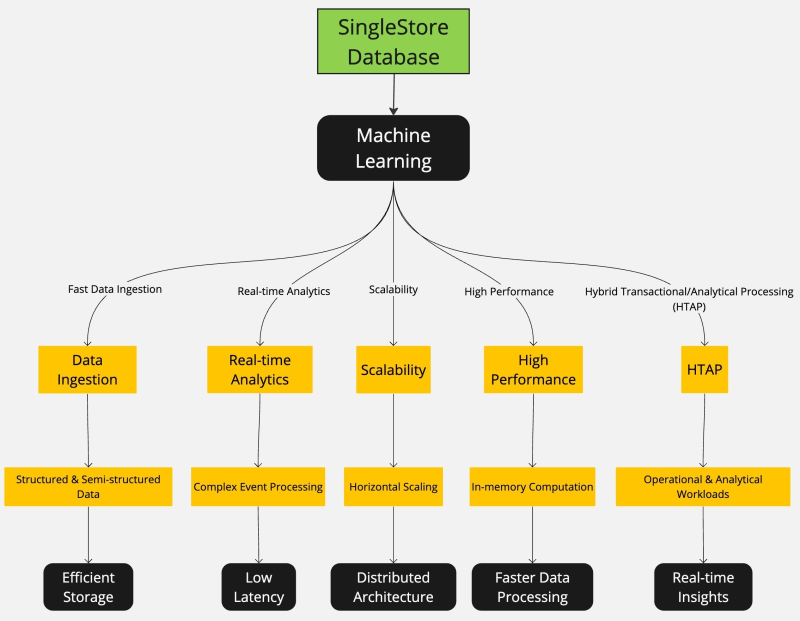 SingleStore
Database
Machine
Learning
Fast Data Ingestion
Real-time Analytics
Scalability
High Performance
Hybrid Transactional/Analytical Processing
(HTAP)
Data
Ingestion
Real-time
Analytics
Scalability
High
Performance
HTAP
Structured & Semi-structured
Data
Complex Event Processing
Horizontal Scaling
In-memory Computation
Operational & Analytical
Workloads
Efficient
Storage
Low
Latency
Distributed
Architecture
Faster Data
Processing
Real-time
Insights